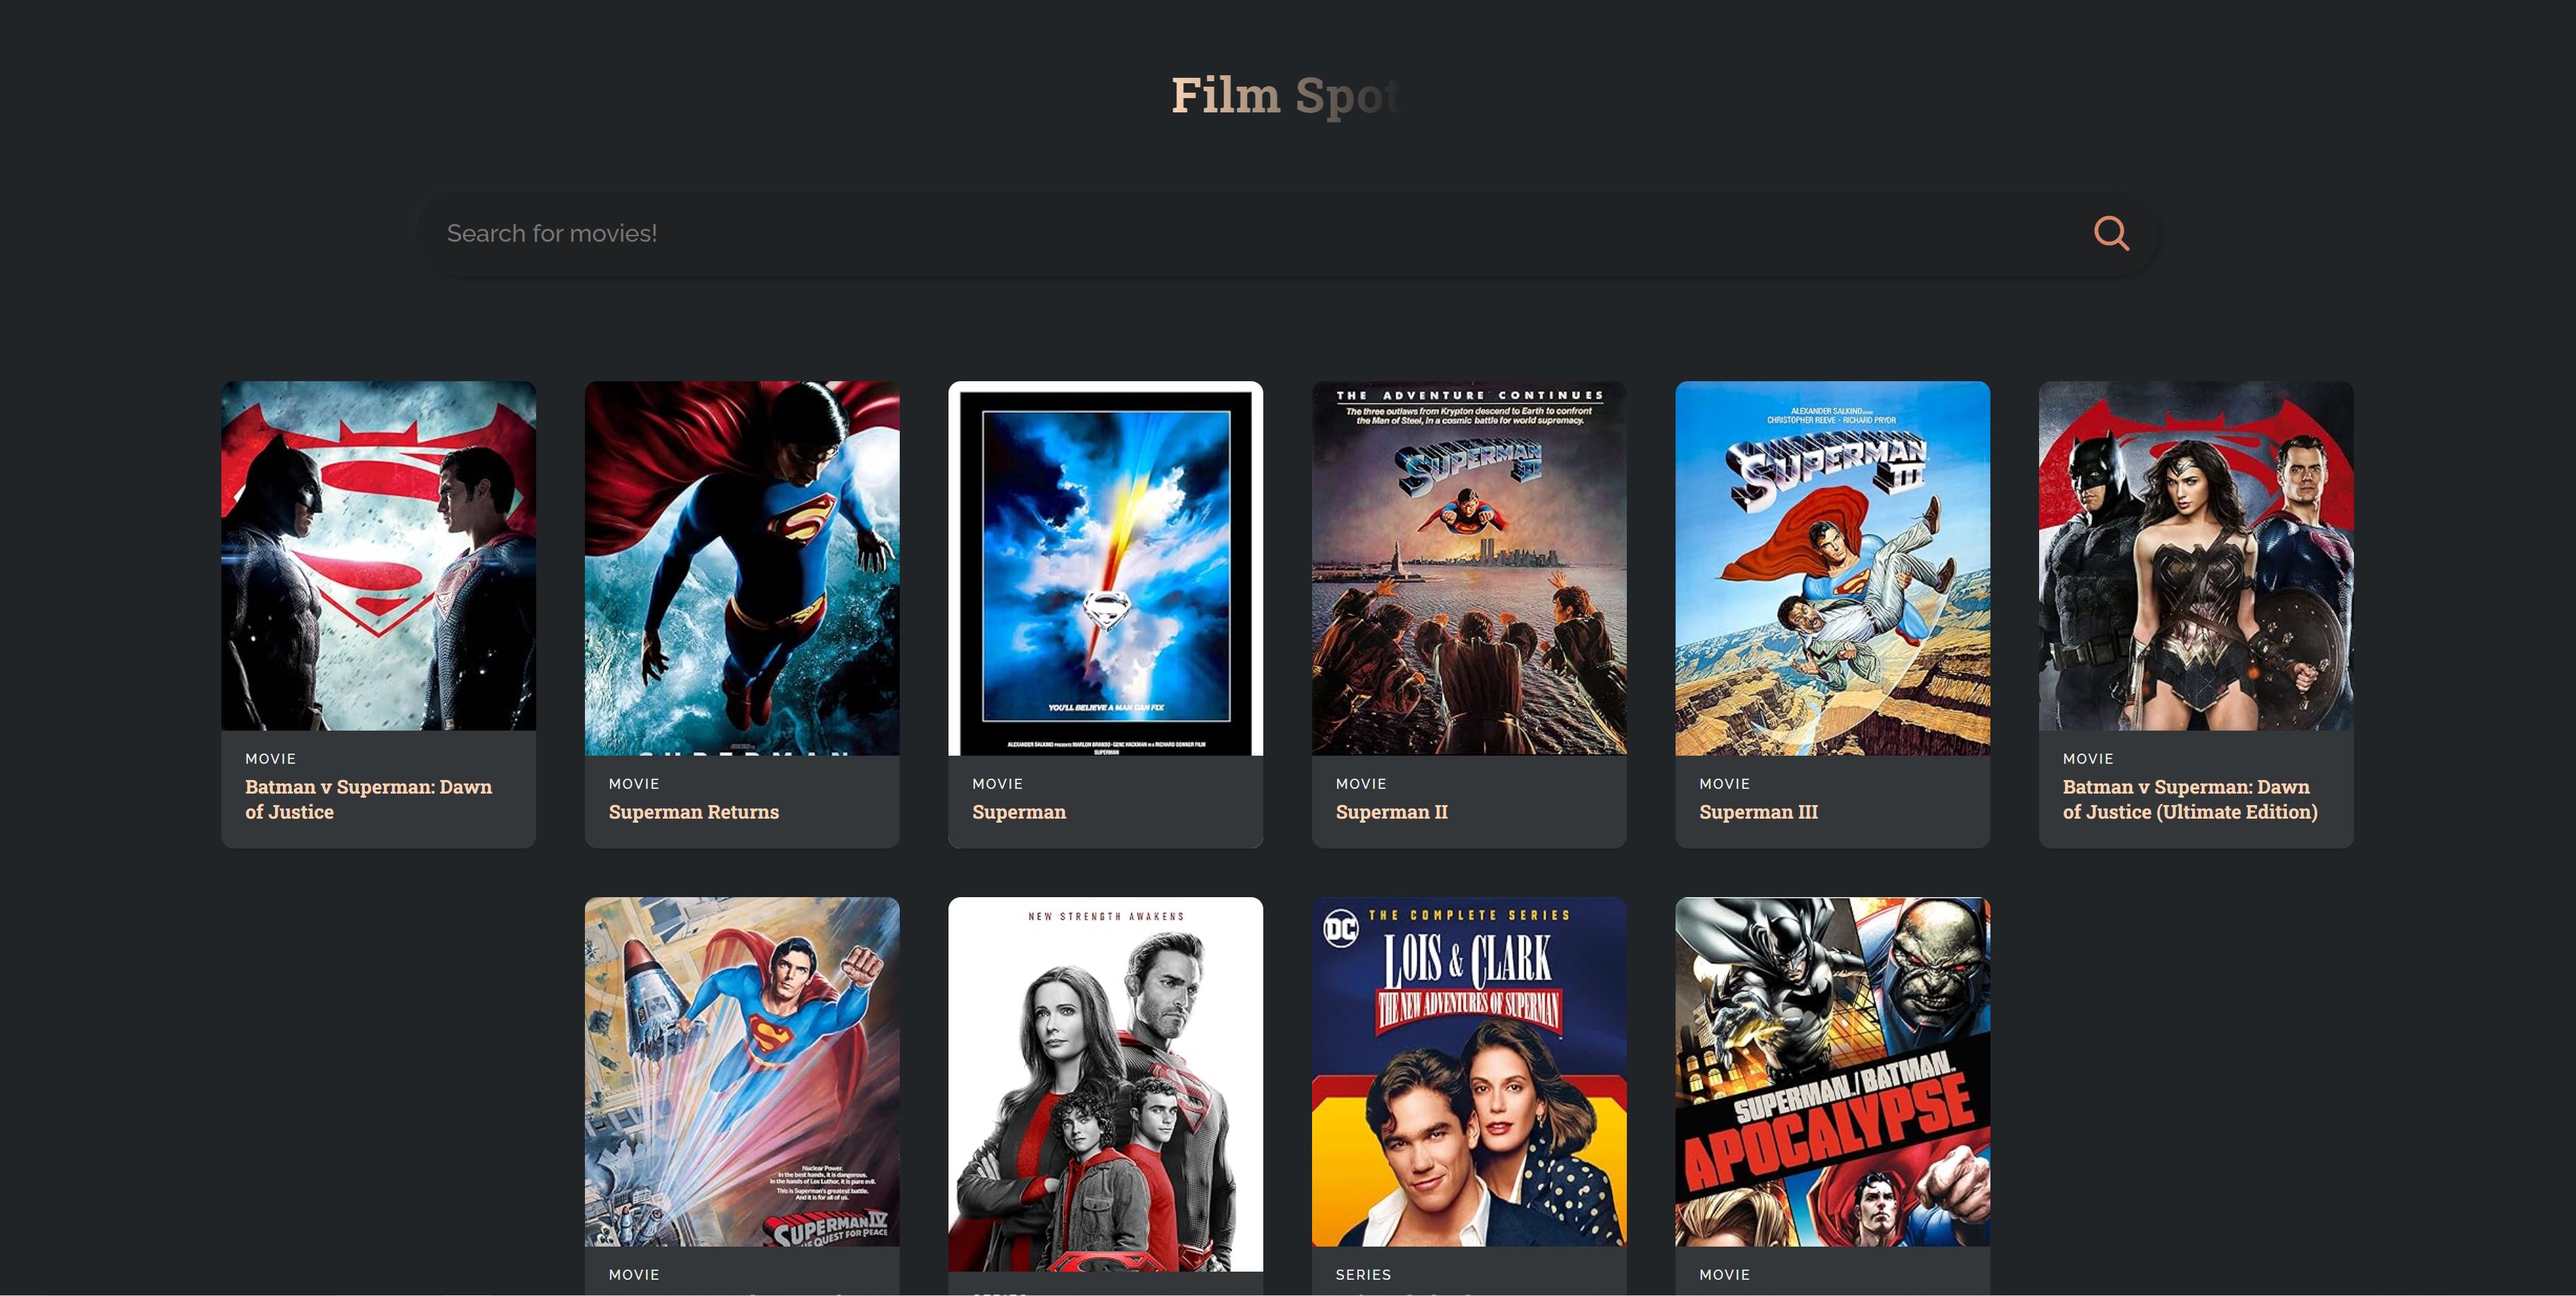 Film Spot
Search for movies!
THE ADVENTURE CONTINUES
The three outlaws from Krypton descend to Earth to confront
the Man of Steel, in a cosmic battle for world supremacy.
SUPERMAN
II
ALEXANDER SALKIND
CHRISTOPHER REEVE · RICHARD PRYOR
SUPERMAN
III
YOU'LL BELIEVE A MAN CAN FLY.
ALEXANDER SALKIND PRESENTS MARLON BRANDO · GENE HACKMAN IN A RICHARD DONNER FILM
SUPERMAN
SUPERMAN
MOVIE
Batman v Superman: Dawn
of Justice
MOVIE
Superman Returns
MOVIE
Superman
MOVIE
Superman II
MOVIE
Superman III
MOVIE
Batman v Superman: Dawn
of Justice (Ultimate Edition)
Nuclear Power.
In the best hands, it is dangerous.
In the hands of Lex Luthor, it is pure evil.
This is Superman's greatest battle.
And it is for all of us.
SUPERMAN IV
QUEST FOR PEACE
NEW STRENGTH AWAKENS
DC
THE COMPLETE SERIES
LOIS & CLARK
THE NEW ADVENTURES OF SUPERMAN
SUPERMAN/BATMAN
APOCALYPSE
MOVIE
SERIES
MOVIE